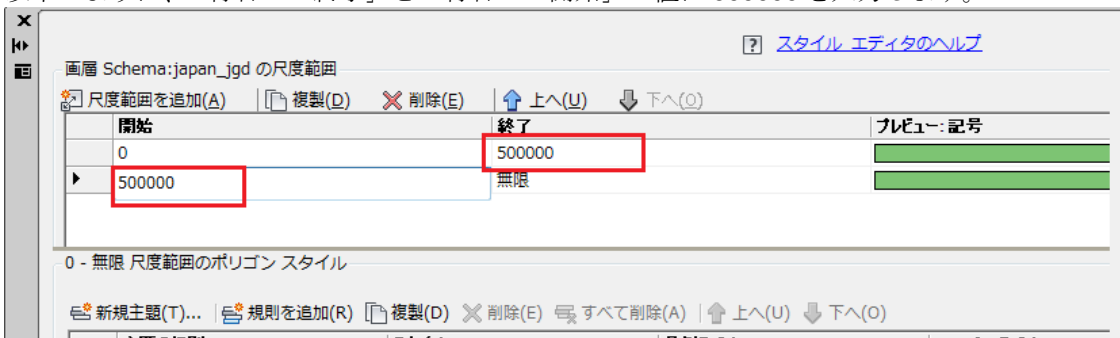 500000
スタイル エディタのヘルプ
画層 Schema:japan_jgd の尺度範囲
尺度範囲を追加(A) 複製(D) 削除(E) 上へ(U) 下へ(O)
開始 終了 プレビュー: 記号
0 500000
500000 無限
0 - 無限 尺度範囲のポリゴン スタイル
新規主題(T)... 規則を追加(R) 複製(D) 削除(E) すべて削除(A) 上へ(U) 下へ(O)